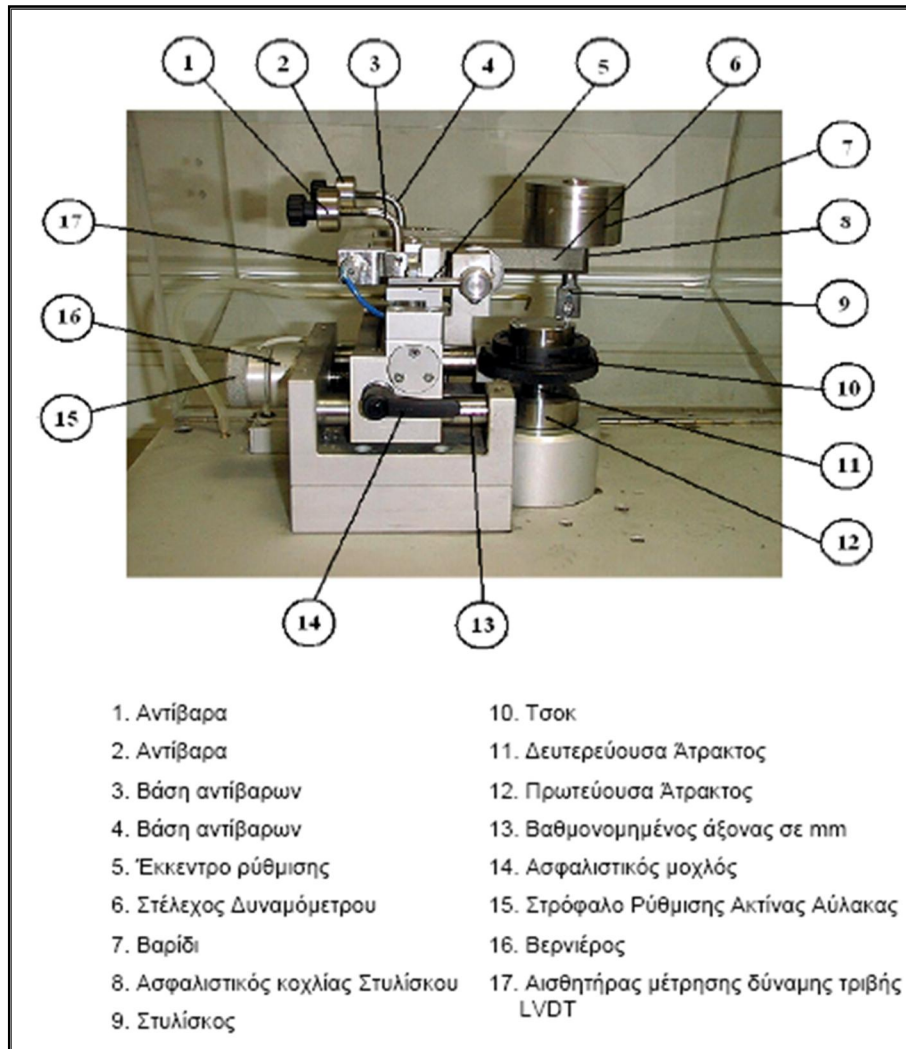 1 2 3 4 5 6
7
17 8
9
16
10
15
11
12
14 13
1. Αντίβαρα
2. Αντίβαρα
3. Βάση αντίβαρων
4. Βάση αντίβαρων
5. Έκκεντρο ρύθμισης
6. Στέλεχος Δυναμόμετρου
7. Βαρίδι
8. Ασφαλιστικός κοχλίας Στυλίσκου
9. Στυλίσκος
10. Τσοκ
11. Δευτερεύουσα Άτρακτος
12. Πρωτεύουσα Άτρακτος
13. Βαθμονομημένος άξονας σε mm
14. Ασφαλιστικός μοχλός
15. Στρόφαλο Ρύθμισης Ακτίνας Αύλακας
16. Βερνιέρος
17. Αισθητήρας μέτρησης δύναμης τριβής
LVDT